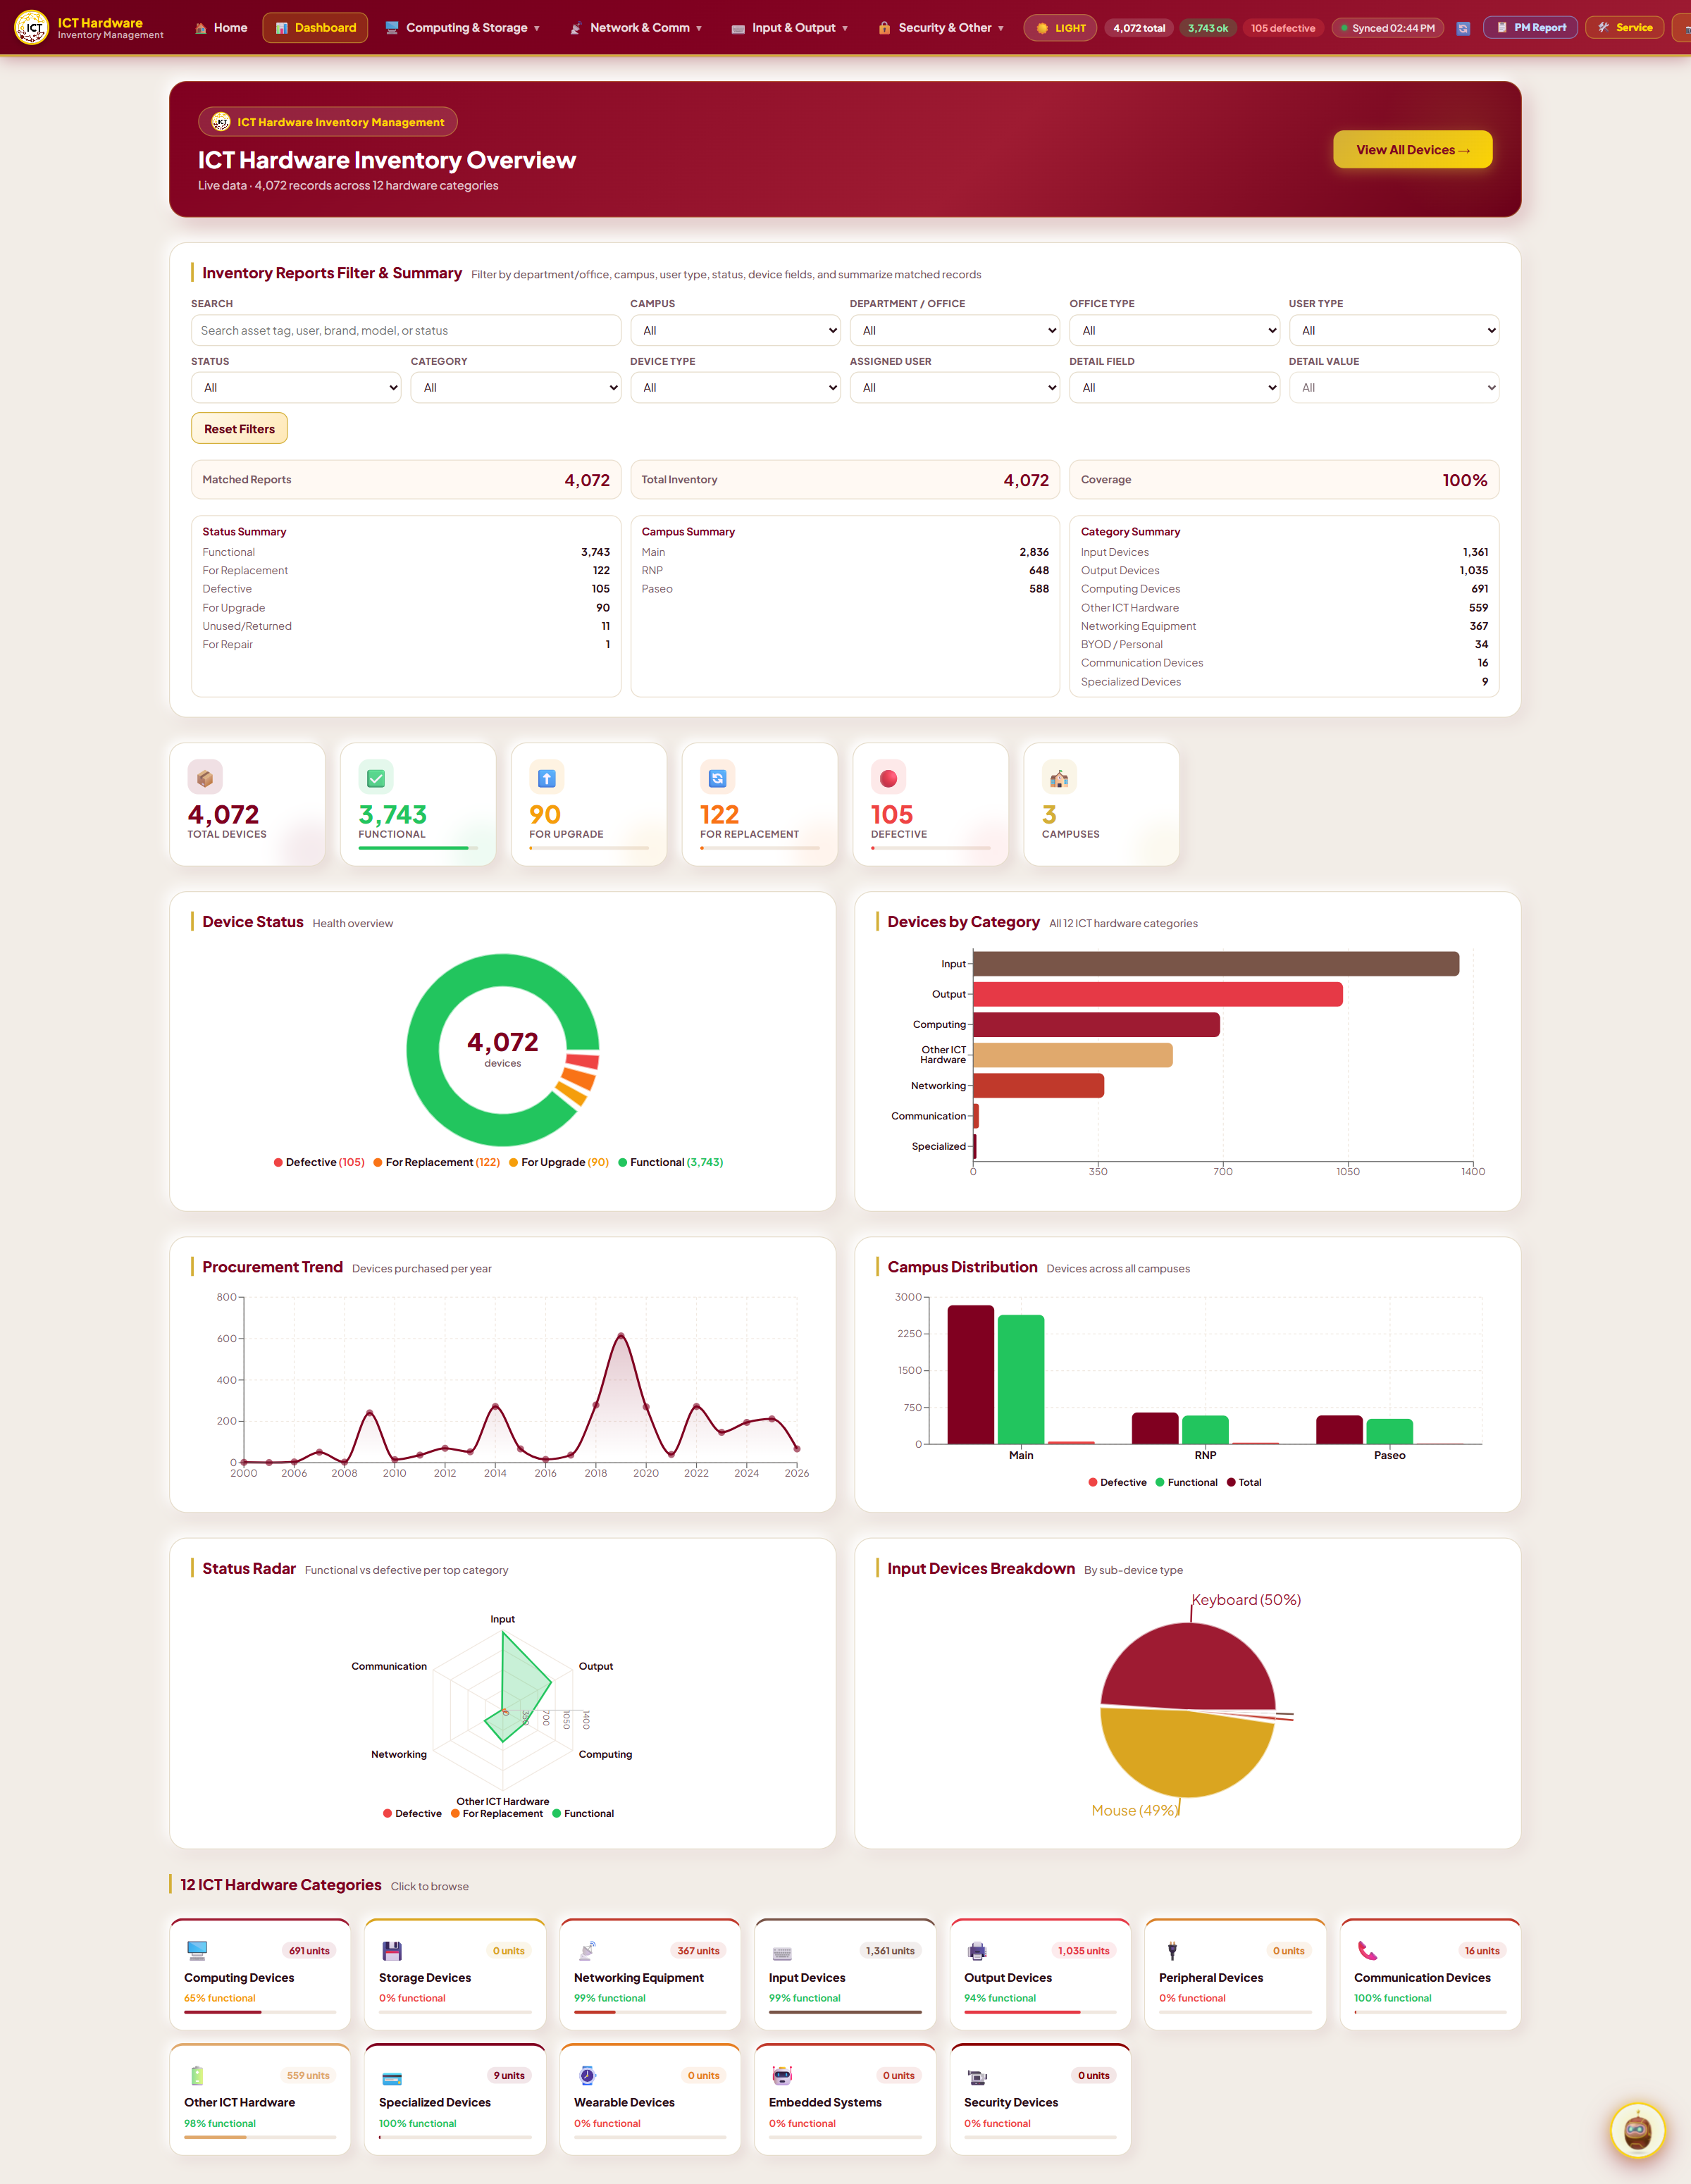 ICT Hardware
Inventory Management
Home
Dashboard
Computing & Storage ▼
Network & Comm ▼
Input & Output ▼
Security & Other ▼
LIGHT
4,072 total
3,743 ok
105 defective
Synced 02:44 PM
PM Report
Service
ICT Hardware Inventory Management
ICT Hardware Inventory Overview
Live data · 4,072 records across 12 hardware categories
View All Devices →
Inventory Reports Filter & Summary Filter by department/office, campus, user type, status, device fields, and summarize matched records
SEARCH
CAMPUS
DEPARTMENT / OFFICE
OFFICE TYPE
USER TYPE
Search asset tag, user, brand, model, or status
All
All
All
All
STATUS
CATEGORY
DEVICE TYPE
ASSIGNED USER
DETAIL FIELD
DETAIL VALUE
All
All
All
All
All
All
Reset Filters
Matched Reports 4,072
Total Inventory 4,072
Coverage 100%
Status Summary
Functional 3,743
For Replacement 122
Defective 105
For Upgrade 90
Unused/Returned 11
For Repair 1
Campus Summary
Main 2,836
RNP 648
Paseo 588
Category Summary
Input Devices 1,361
Output Devices 1,035
Computing Devices 691
Other ICT Hardware 559
Networking Equipment 367
BYOD / Personal 34
Communication Devices 16
Specialized Devices 9
4,072
TOTAL DEVICES
3,743
FUNCTIONAL
90
FOR UPGRADE
122
FOR REPLACEMENT
105
DEFECTIVE
3
CAMPUSES
Device Status Health overview
4,072
devices
Defective (105) For Replacement (122) For Upgrade (90) Functional (3,743)
Devices by Category All 12 ICT hardware categories
Input
Output
Computing
Other ICT
Hardware
Networking
Communication
Specialized
0 350 700 1050 1400
Procurement Trend Devices purchased per year
800
600
400
200
0
2000 2006 2008 2010 2012 2014 2016 2018 2020 2022 2024 2026
Campus Distribution Devices across all campuses
3000
2250
1500
750
0
Main RNP Paseo
Defective Functional Total
Status Radar Functional vs defective per top category
Input
Communication
Output
0 350 700 1050 1400
Networking
Computing
Other ICT Hardware
Defective For Replacement Functional
Input Devices Breakdown By sub-device type
Keyboard (50%)
Mouse (49%)
12 ICT Hardware Categories Click to browse
691 units
Computing Devices
65% functional
0 units
Storage Devices
0% functional
367 units
Networking Equipment
99% functional
1,361 units
Input Devices
99% functional
1,035 units
Output Devices
94% functional
0 units
Peripheral Devices
0% functional
16 units
Communication Devices
100% functional
559 units
Other ICT Hardware
98% functional
9 units
Specialized Devices
100% functional
0 units
Wearable Devices
0% functional
0 units
Embedded Systems
0% functional
0 units
Security Devices
0% functional